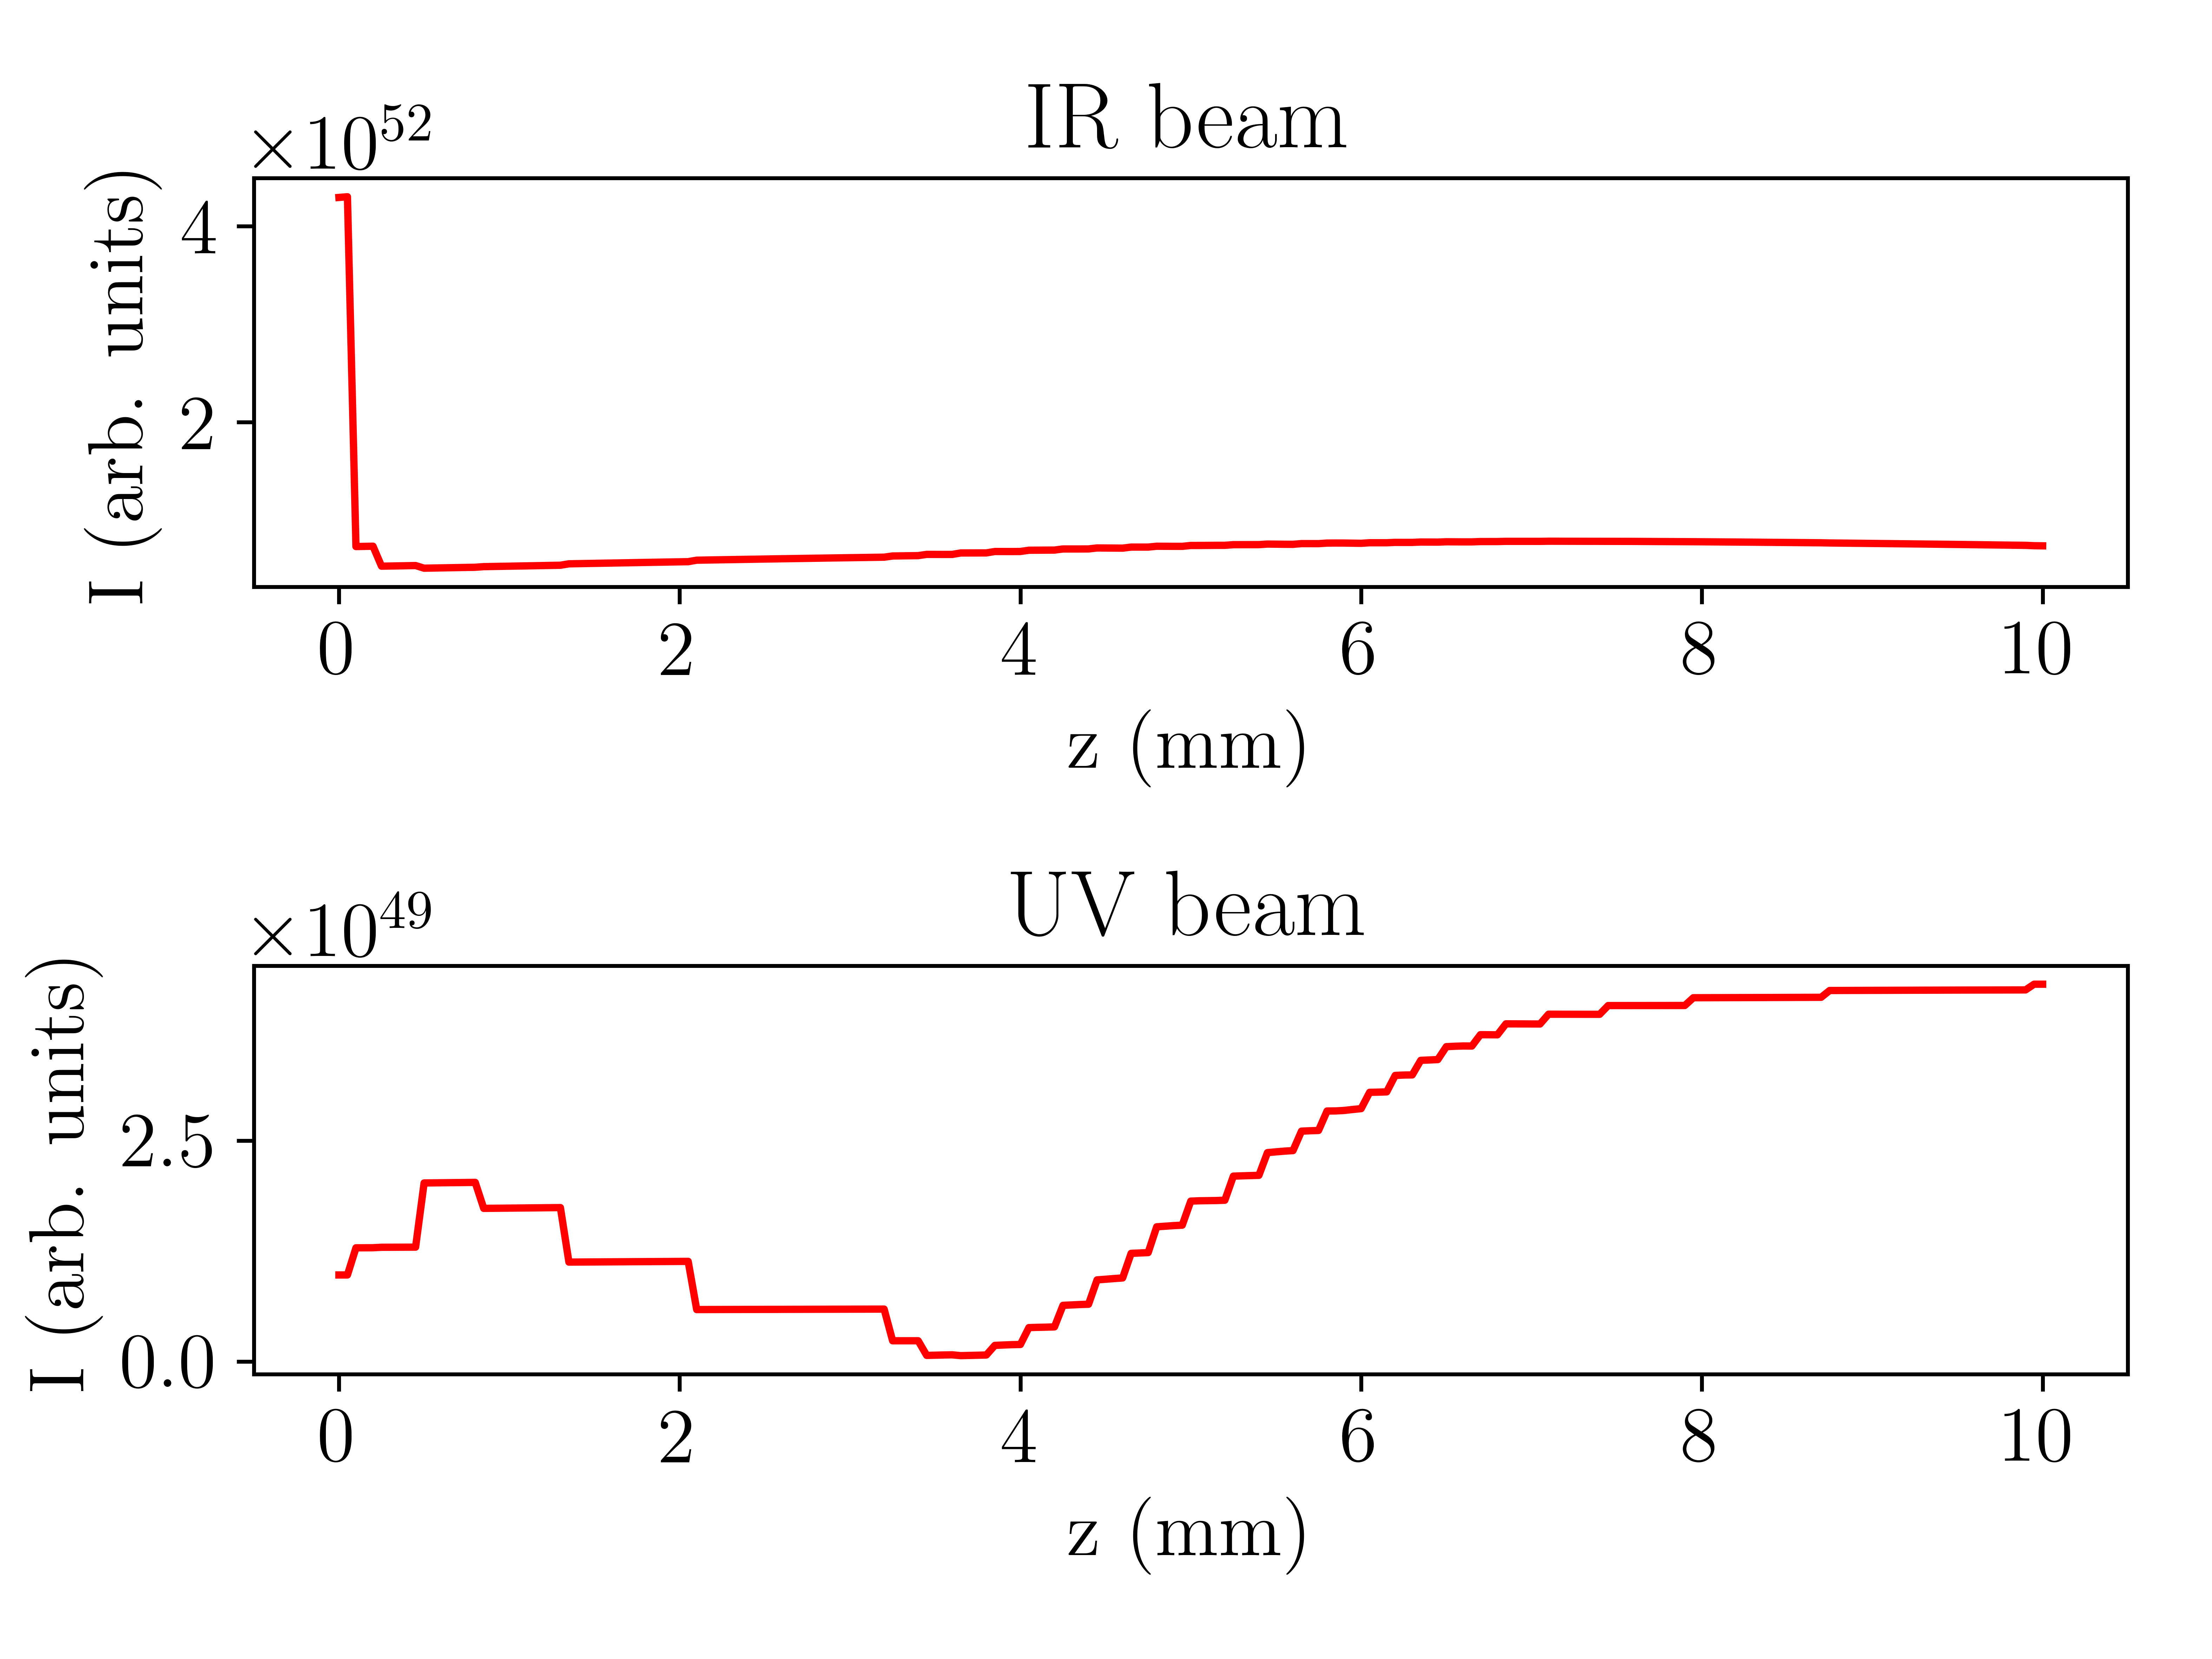 IR beam
×10^52
I (arb. units)
4
2
0 2 4 6 8 10
z (mm)
UV beam
×10^49
I (arb. units)
2.5
0.0
0 2 4 6 8 10
z (mm)